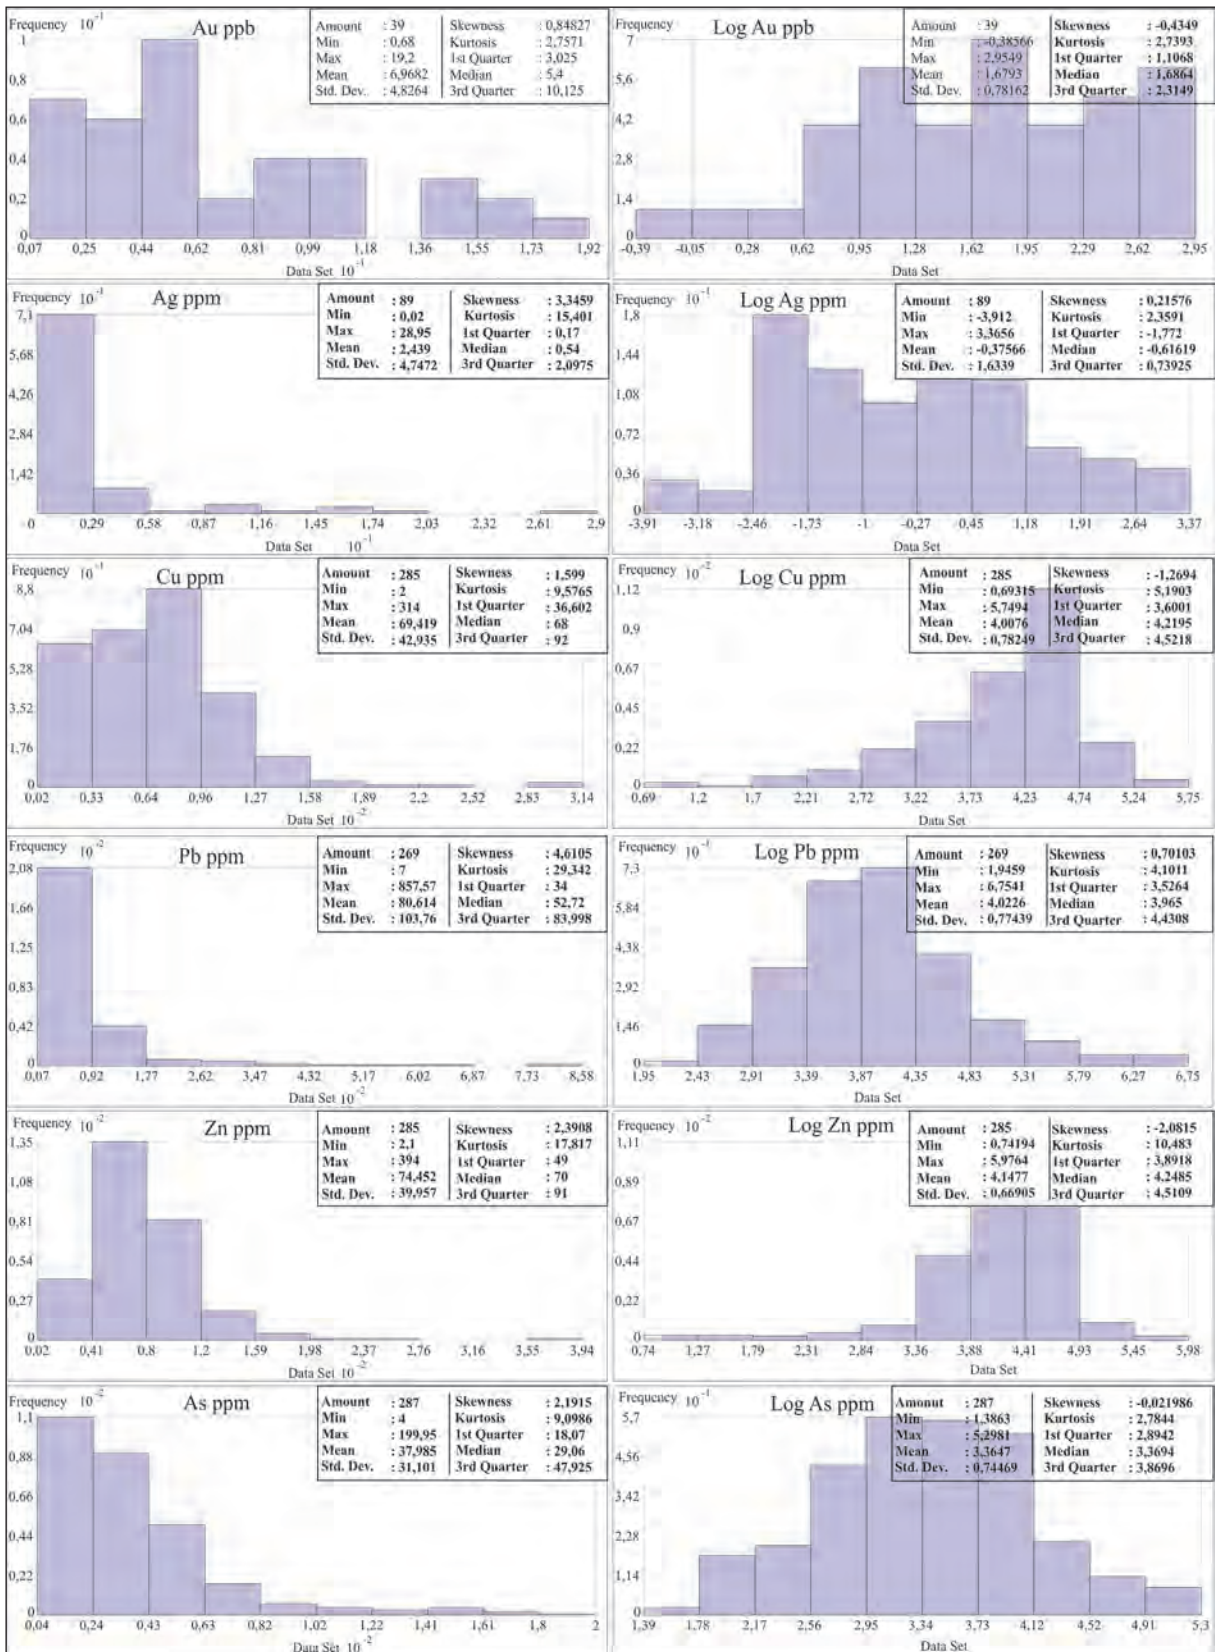 Frequency 10⁻¹
Au ppb
Amount : 39 Skewness : 0,84827
Min : 0,68 Kurtosis : 2,7571
Max : 19,2 1st Quarter : 3,025
Mean : 6,9682 Median : 5,4
Std. Dev. : 4,8264 3rd Quarter : 10,125
1
0,8
0,6
0,4
0,2
0
0,07 0,25 0,44 0,62 0,81 0,99 1,18 1,36 1,55 1,73 1,92
Data Set 10⁻¹
Frequency
Log Au ppb
Amount : 39 Skewness : -0,4349
Min : -0,38566 Kurtosis : 2,7393
Max : 2,9549 1st Quarter : 1,1068
Mean : 1,6793 Median : 1,6864
Std. Dev. : 0,78162 3rd Quarter : 2,3149
7
5,6
4,2
2,8
1,4
0
-0,39 -0,05 0,28 0,62 0,95 1,28 1,62 1,95 2,29 2,62 2,95
Data Set
Frequency 10⁻¹
Ag ppm
Amount : 89 Skewness : 3,3459
Min : 0,02 Kurtosis : 15,401
Max : 28,95 1st Quarter : 0,17
Mean : 2,439 Median : 0,54
Std. Dev. : 4,7472 3rd Quarter : 2,0975
7,1
5,68
4,26
2,84
1,42
0 0,29 0,58 0,87 1,16 1,45 1,74 2,03 2,32 2,61 2,9
Data Set 10⁻¹
Frequency 10⁻¹
Log Ag ppm
Amount : 89 Skewness : 0,21576
Min : -3,912 Kurtosis : 2,3591
Max : 3,3656 1st Quarter : -1,772
Mean : -0,37566 Median : -0,61619
Std. Dev. : 1,6339 3rd Quarter : 0,73925
1,8
1,44
1,08
0,72
0,36
0
-3,91 -3,18 -2,46 -1,73 -1 -0,27 0,45 1,18 1,91 2,64 3,37
Data Set
Frequency 10⁻¹
Cu ppm
Amount : 285 Skewness : 1,599
Min : 2 Kurtosis : 9,5765
Max : 314 1st Quarter : 36,602
Mean : 69,419 Median : 68
Std. Dev. : 42,935 3rd Quarter : 92
8,8
7,04
5,28
3,52
1,76
0
0,02 0,33 0,64 0,96 1,27 1,58 1,89 2,2 2,52 2,83 3,14
Data Set 10⁻²
Frequency 10⁻²
Log Cu ppm
Amount : 285 Skewness : -1,2694
Min : 0,69315 Kurtosis : 5,1903
Max : 5,7494 1st Quarter : 3,6001
Mean : 4,0076 Median : 4,2195
Std. Dev. : 0,78249 3rd Quarter : 4,5218
1,12
0,9
0,67
0,45
0,22
0
0,69 1,2 1,7 2,21 2,72 3,22 3,73 4,23 4,74 5,24 5,75
Data Set
Frequency 10⁻²
Pb ppm
Amount : 269 Skewness : 4,6105
Min : 7 Kurtosis : 29,342
Max : 857,57 1st Quarter : 34
Mean : 80,614 Median : 52,72
Std. Dev. : 103,76 3rd Quarter : 83,998
2,08
1,66
1,25
0,83
0,42
0
0,07 0,92 1,77 2,62 3,47 4,32 5,17 6,02 6,87 7,73 8,58
Data Set 10⁻²
Frequency 10⁻¹
Log Pb ppm
Amount : 269 Skewness : 0,70103
Min : 1,9459 Kurtosis : 4,1011
Max : 6,7541 1st Quarter : 3,5264
Mean : 4,0226 Median : 3,965
Std. Dev. : 0,77439 3rd Quarter : 4,4308
7,3
5,84
4,38
2,92
1,46
0
1,95 2,43 2,91 3,39 3,87 4,35 4,83 5,31 5,79 6,27 6,75
Data Set
Frequency 10⁻²
Zn ppm
Amount : 285 Skewness : 2,3908
Min : 2,1 Kurtosis : 17,817
Max : 394 1st Quarter : 49
Mean : 74,452 Median : 70
Std. Dev. : 39,957 3rd Quarter : 91
1,35
1,08
0,81
0,54
0,27
0
0,02 0,41 0,8 1,2 1,59 1,98 2,37 2,76 3,16 3,55 3,94
Data Set 10⁻²
Frequency 10⁻²
Log Zn ppm
Amount : 285 Skewness : -2,0815
Min : 0,74194 Kurtosis : 10,483
Max : 5,9764 1st Quarter : 3,8918
Mean : 4,1477 Median : 4,2485
Std. Dev. : 0,66905 3rd Quarter : 4,5109
1,11
0,89
0,67
0,44
0,22
0
0,74 1,27 1,79 2,31 2,84 3,36 3,88 4,41 4,93 5,45 5,98
Data Set
Frequency 10⁻²
As ppm
Amount : 287 Skewness : 2,1915
Min : 4 Kurtosis : 9,0986
Max : 199,95 1st Quarter : 18,07
Mean : 37,985 Median : 29,06
Std. Dev. : 31,101 3rd Quarter : 47,925
1,1
0,88
0,66
0,44
0,22
0
0,04 0,24 0,43 0,63 0,82 1,02 1,22 1,41 1,61 1,8 2
Data Set 10⁻²
Frequency 10⁻¹
Log As ppm
Amonut : 287 Skewness : -0,021986
Min : 1,3863 Kurtosis : 2,7844
Max : 5,2981 1st Quarter : 2,8942
Mean : 3,3647 Median : 3,3694
Std. Dev. : 0,74469 3rd Quarter : 3,8696
5,7
4,56
3,42
2,28
1,14
0
1,39 1,78 2,17 2,56 2,95 3,34 3,73 4,12 4,52 4,91 5,3
Data Set